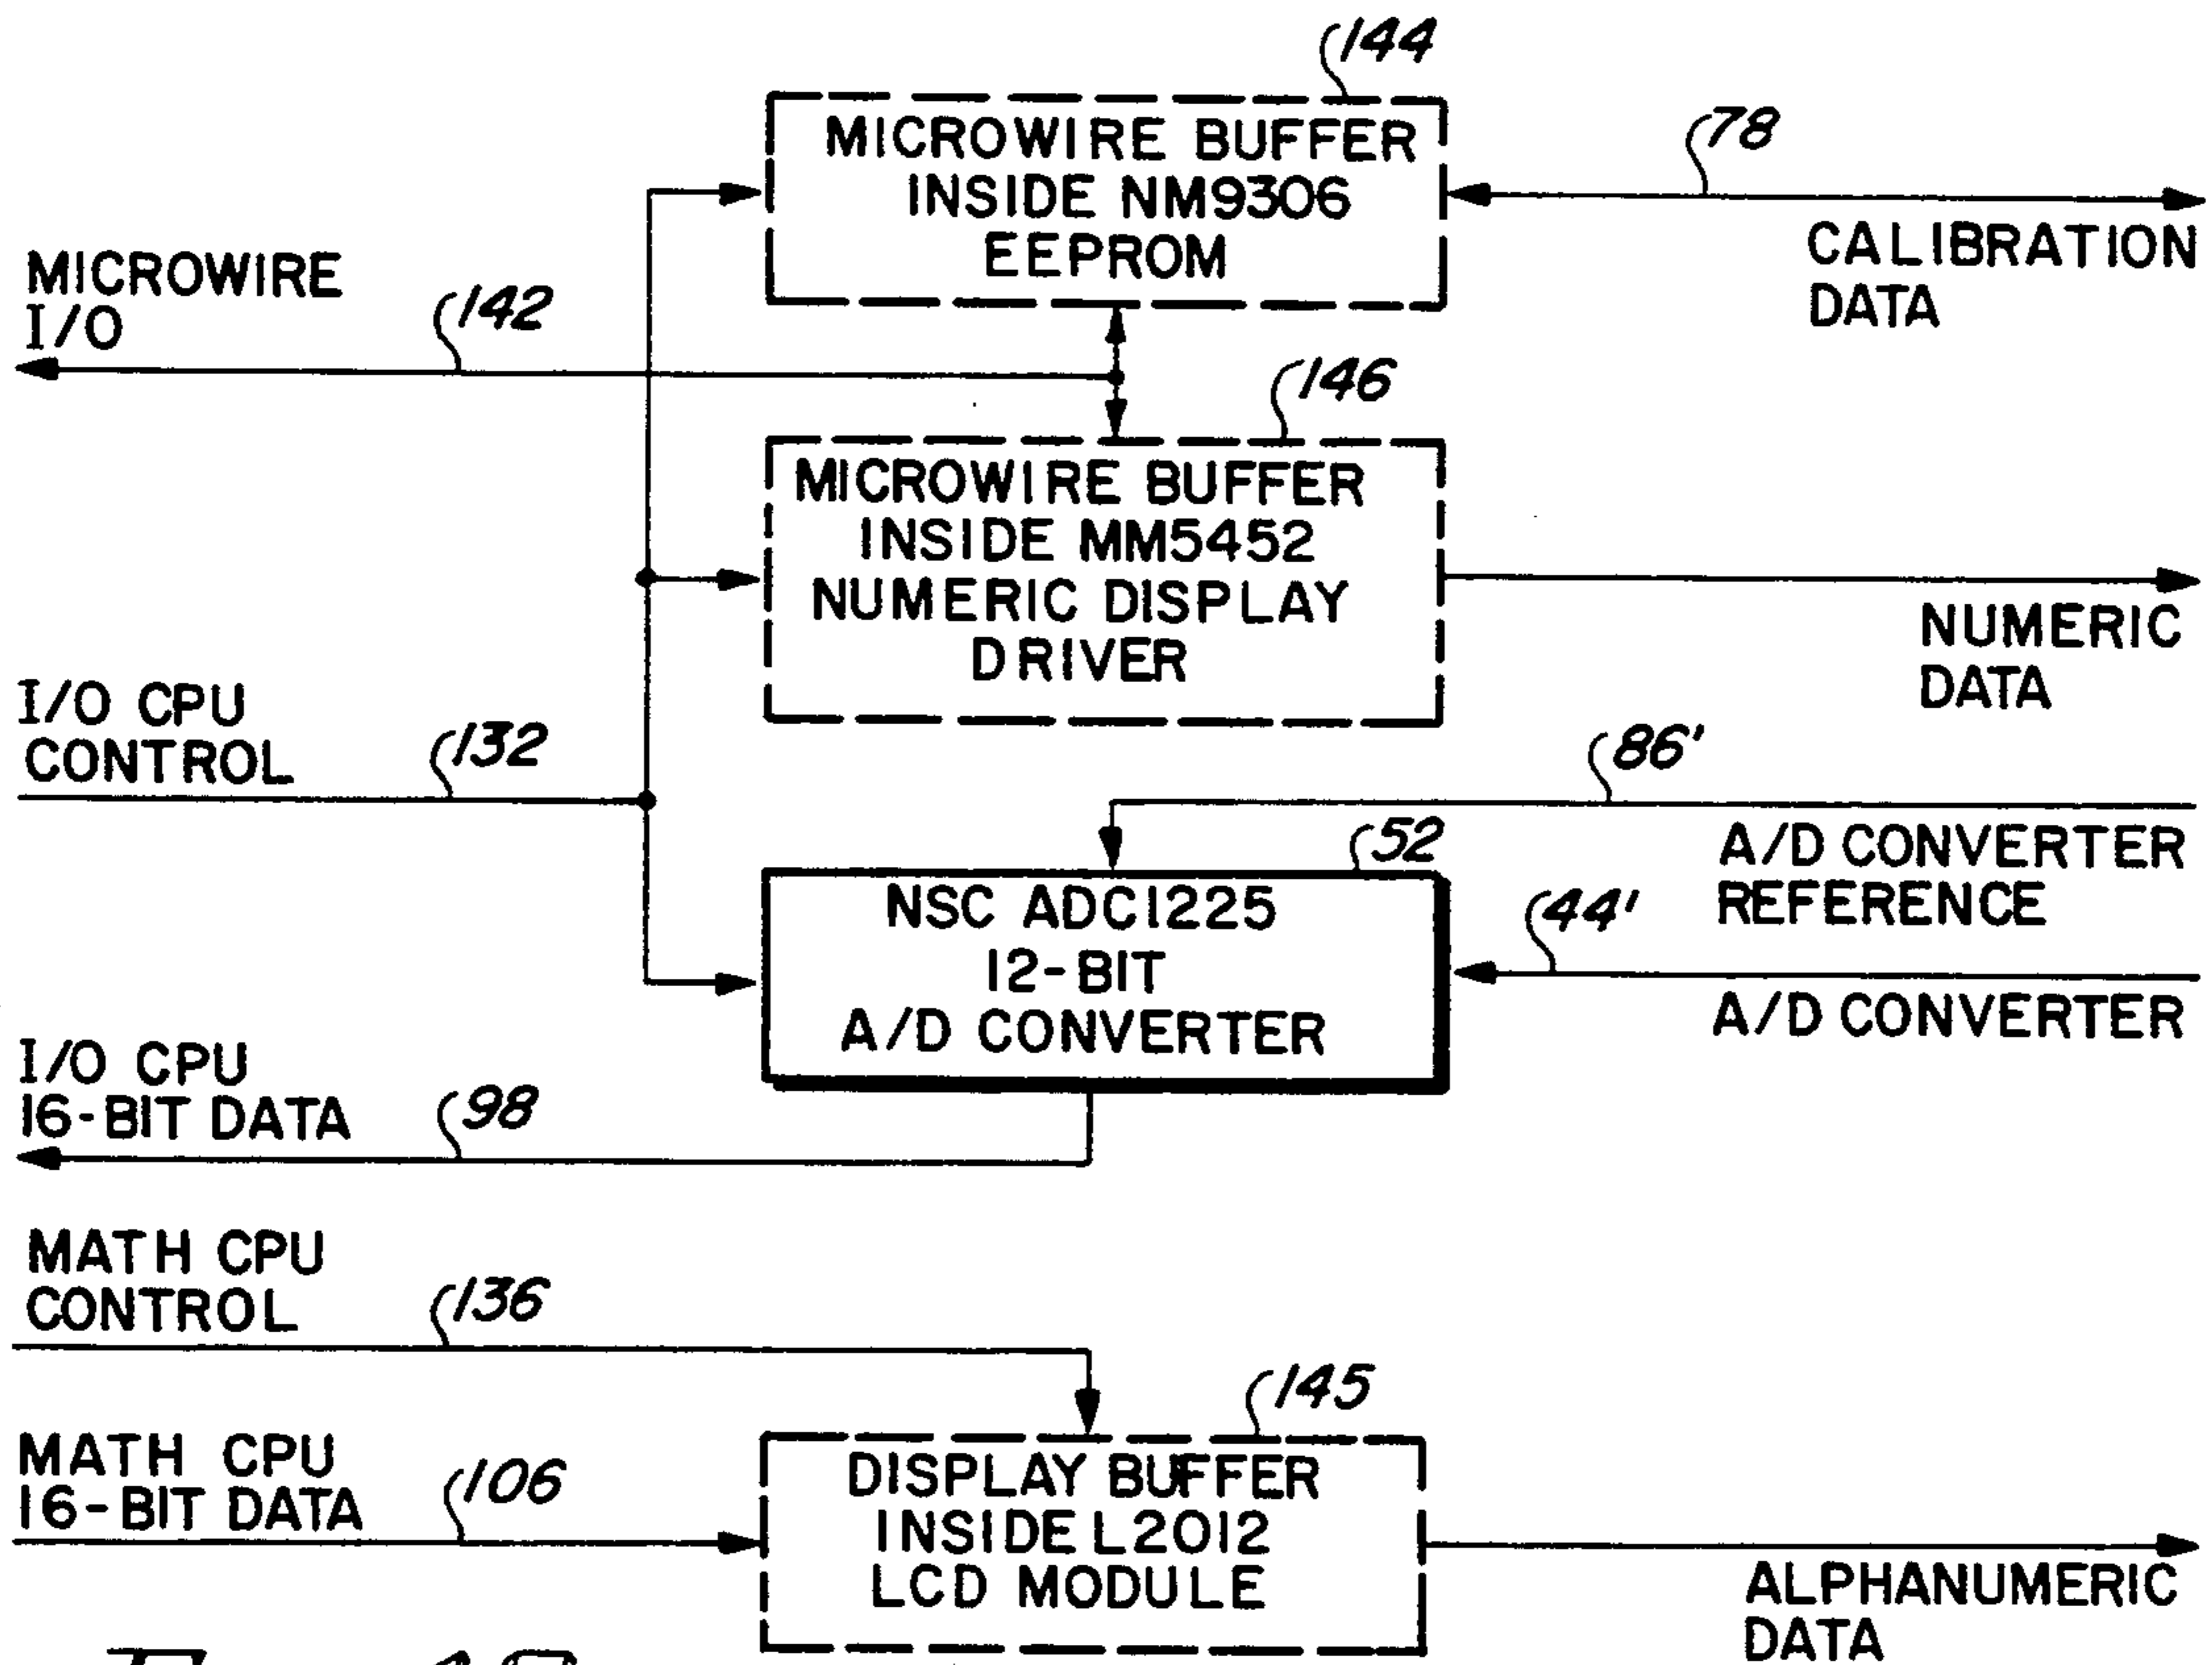 144
MICROWIRE BUFFER
INSIDE NM9306
EEPROM
78
CALIBRATION
DATA
MICROWIRE
I/O
142
146
MICROWIRE BUFFER
INSIDE MM5452
NUMERIC DISPLAY
DRIVER
NUMERIC
DATA
I/O CPU
CONTROL
132
86'
A/D CONVERTER
REFERENCE
52
NSC ADC1225
12-BIT
A/D CONVERTER
44'
A/D CONVERTER
I/O CPU
16-BIT DATA
98
MATH CPU
CONTROL
136
145
MATH CPU
16-BIT DATA
106
DISPLAY BUFFER
INSIDE L2012
LCD MODULE
ALPHANUMERIC
DATA